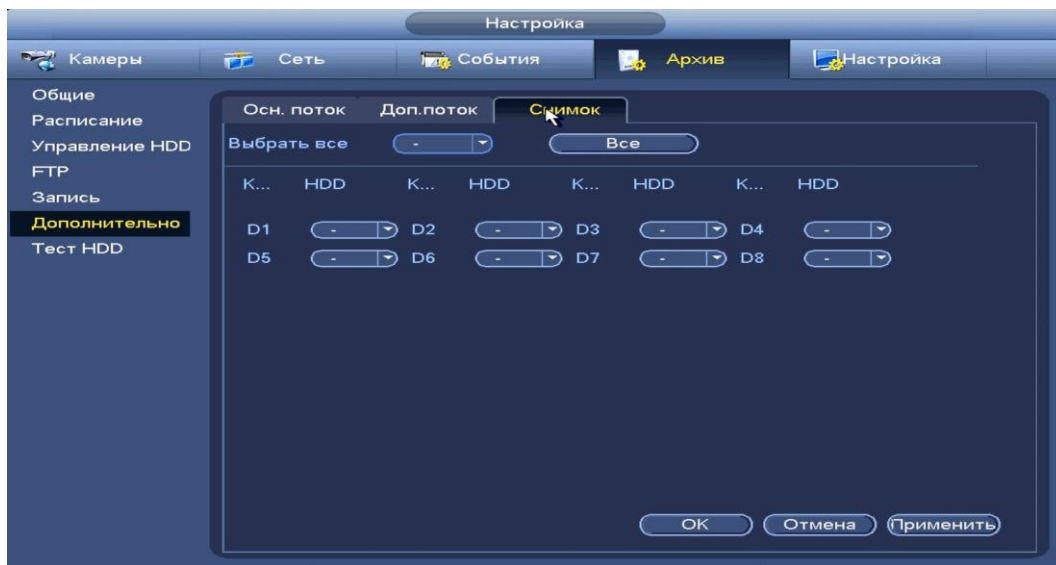 Настройка
Камеры Сеть События Архив Настройка
Общие
Расписание
Управление HDD
FTP
Запись
Дополнительно
Тест HDD
Осн. поток Доп.поток Снимок
Выбрать все - Все
К... HDD К... HDD К... HDD К... HDD
D1 - D2 - D3 - D4 -
D5 - D6 - D7 - D8 -
OK Отмена Применить